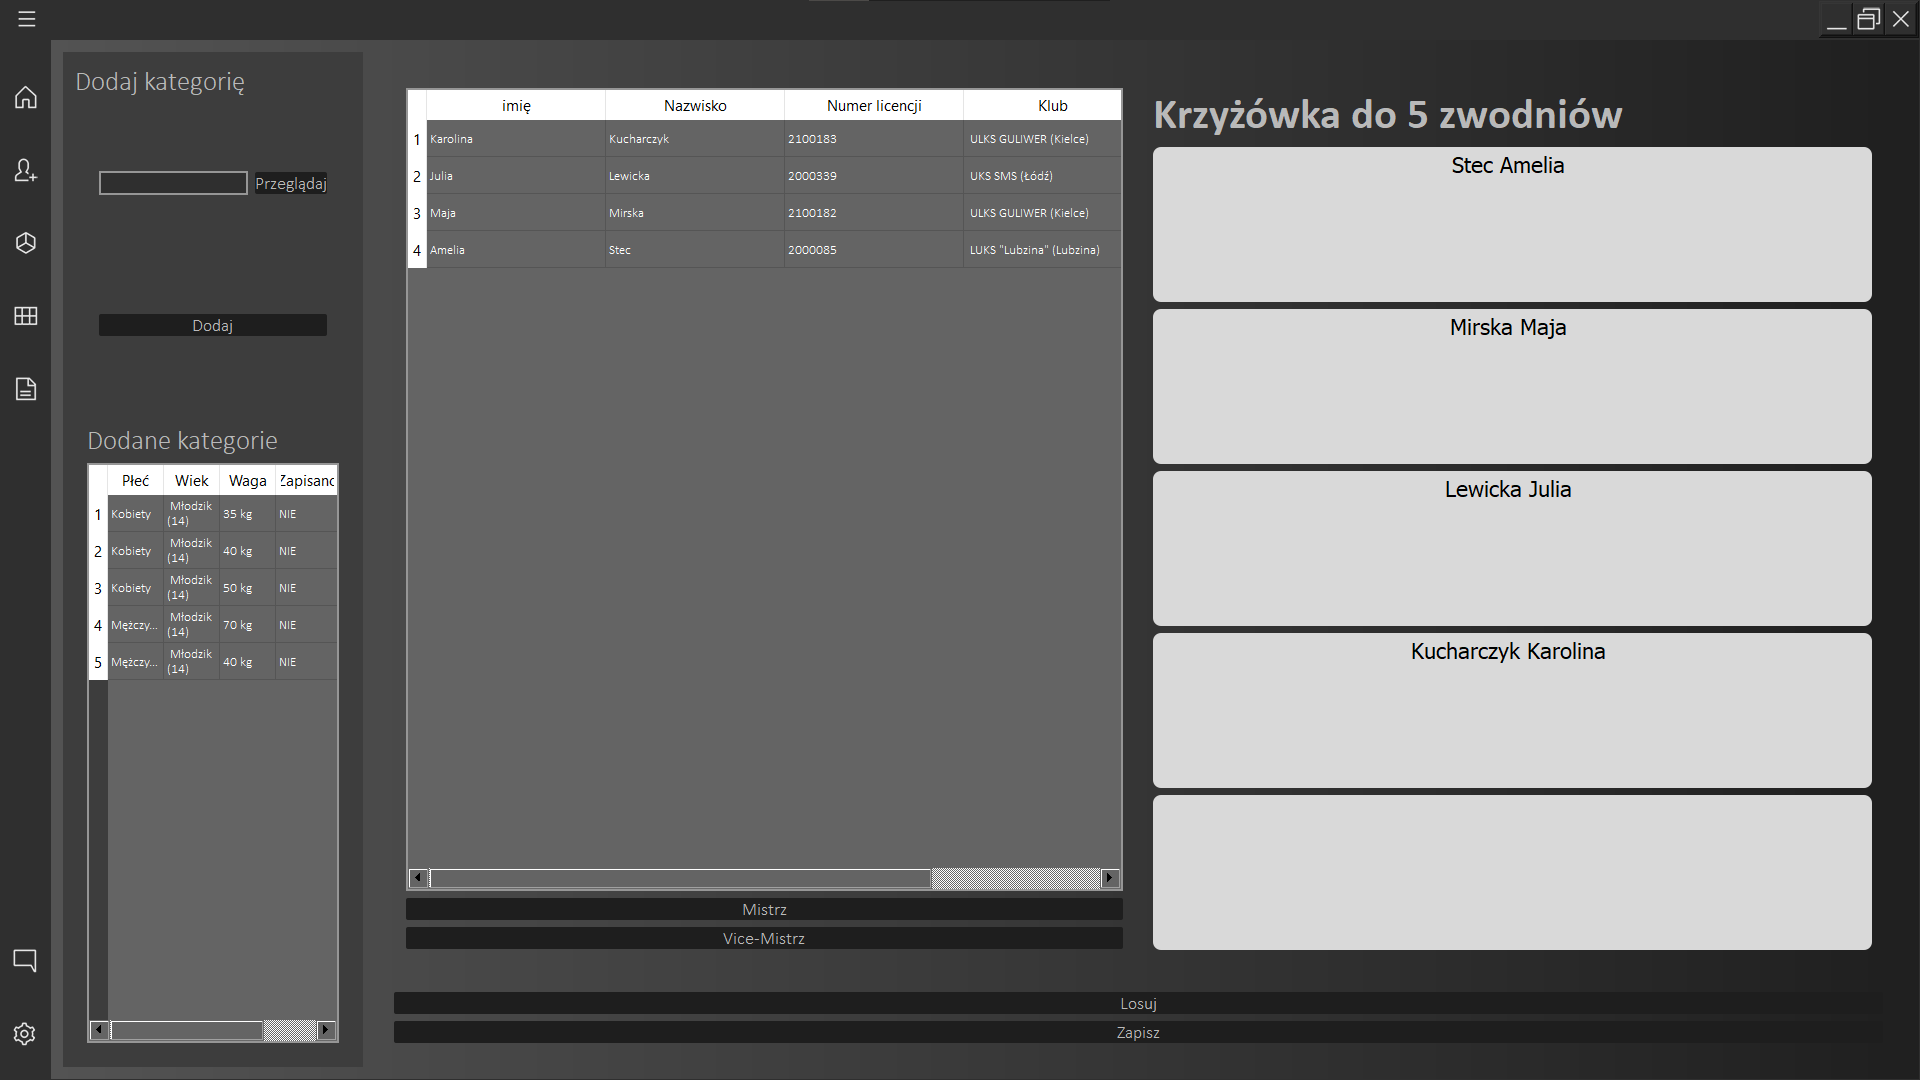 Dodaj kategorię
Przeglądaj
Dodaj
Dodane kategorie
Płeć Wiek Waga Zapisano
1 Kobiety Młodzik (14) 35 kg NIE
2 Kobiety Młodzik (14) 40 kg NIE
3 Kobiety Młodzik (14) 50 kg NIE
4 Mężczy... Młodzik (14) 70 kg NIE
5 Mężczy... Młodzik (14) 40 kg NIE
imię Nazwisko Numer licencji Klub
1 Karolina Kucharczyk 2100183 ULKS GULIWER (Kielce)
2 Julia Lewicka 2000339 UKS SMS (Łódź)
3 Maja Mirska 2100182 ULKS GULIWER (Kielce)
4 Amelia Stec 2000085 LUKS "Lubzina" (Lubzina)
Mistrz
Vice-Mistrz
Krzyżówka do 5 zwodniów
Stec Amelia
Mirska Maja
Lewicka Julia
Kucharczyk Karolina
Losuj
Zapisz